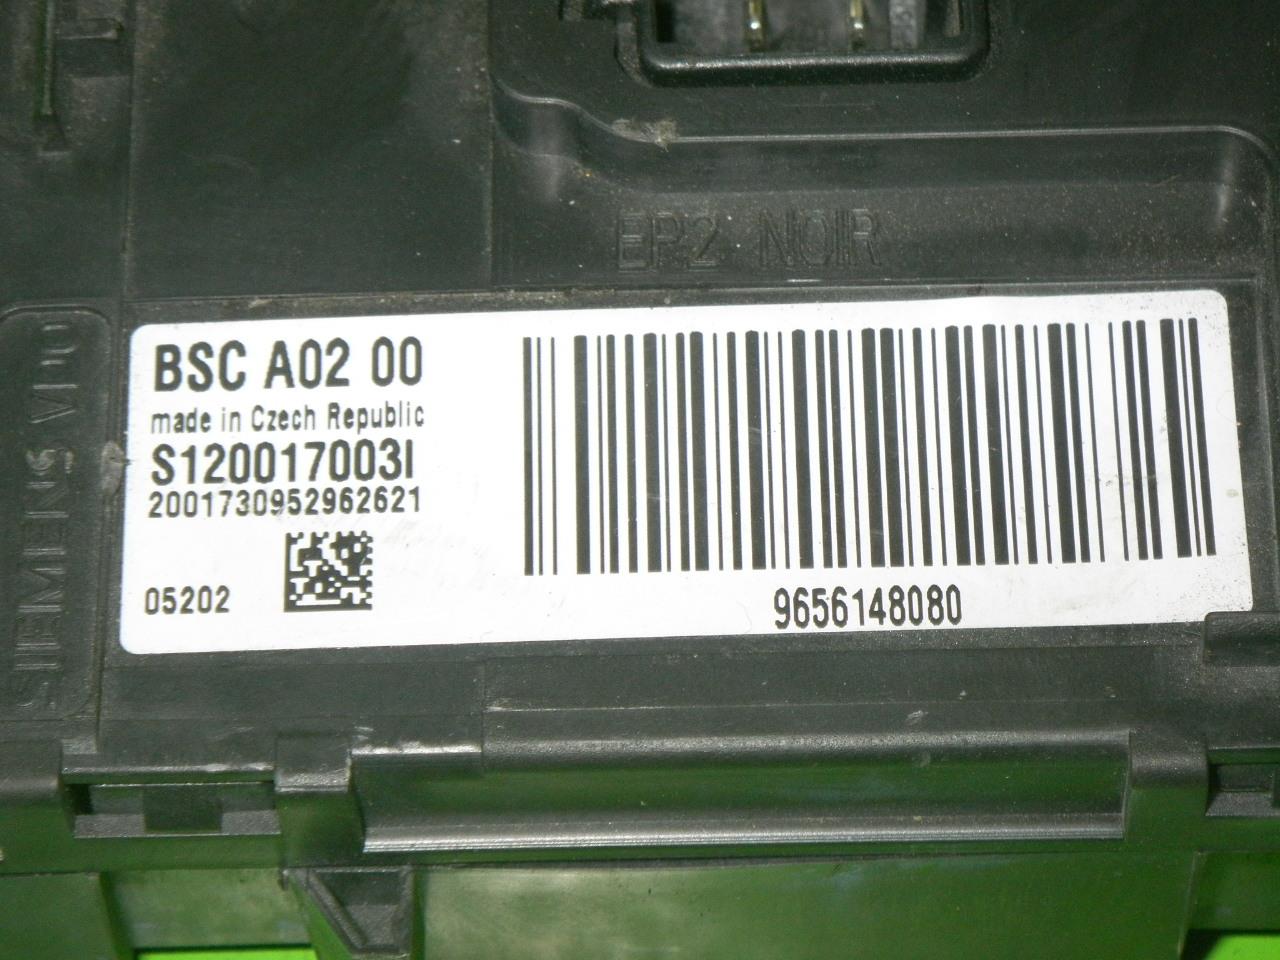 EP2 NOIR
SIEMENS VDO
BSC A02 00
made in Czech Republic
S120017003I
2001730952962621
05202
9656148080